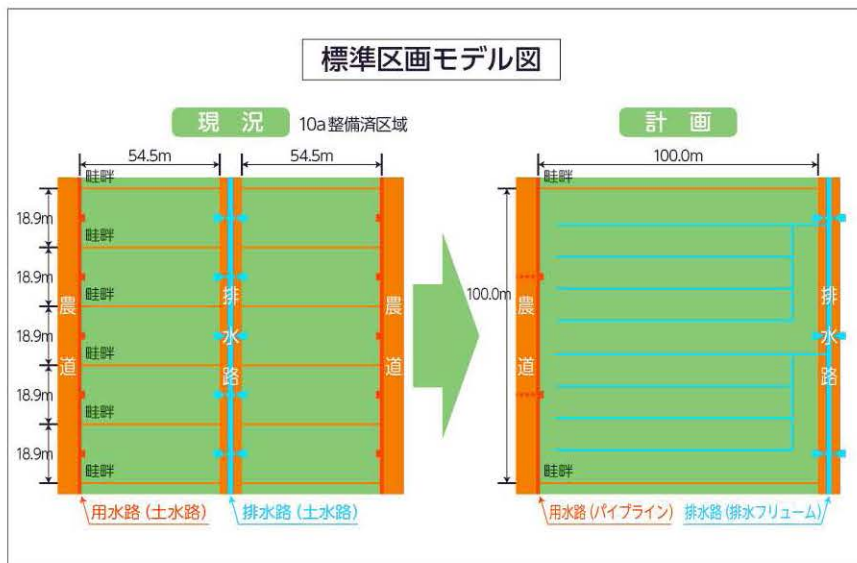 標準区画モデル図
現況 10a整備済区域
54.5m 54.5m
畦畔
18.9m
畦畔
18.9m
畦畔
18.9m
畦畔
18.9m
畦畔
18.9m
畦畔
農道
排水路
農道
用水路(土水路) 排水路(土水路)
計画
100.0m
畦畔
100.0m
農道
排水路
畦畔
用水路(パイプライン) 排水路(排水フリューム)